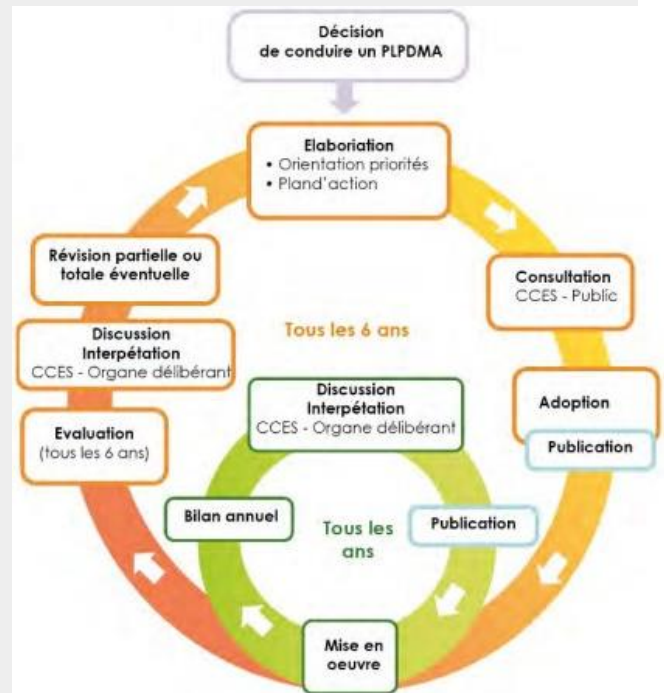 Décision
de conduire un PLPDMA
Elaboriation
• Orientation priorités
• Pland'action
Consultation
CCES - Public
Adoption
Publication
Révision partielle ou
totale éventuelle
Discussion
Interpétation
CCES - Organe délibérant
Evaluation
(tous les 6 ans)
Tous les 6 ans
Discussion
Interpétation
CCES - Organe délibérant
Bilan annuel
Tous les
ans
Publication
Mise en
oeuvre